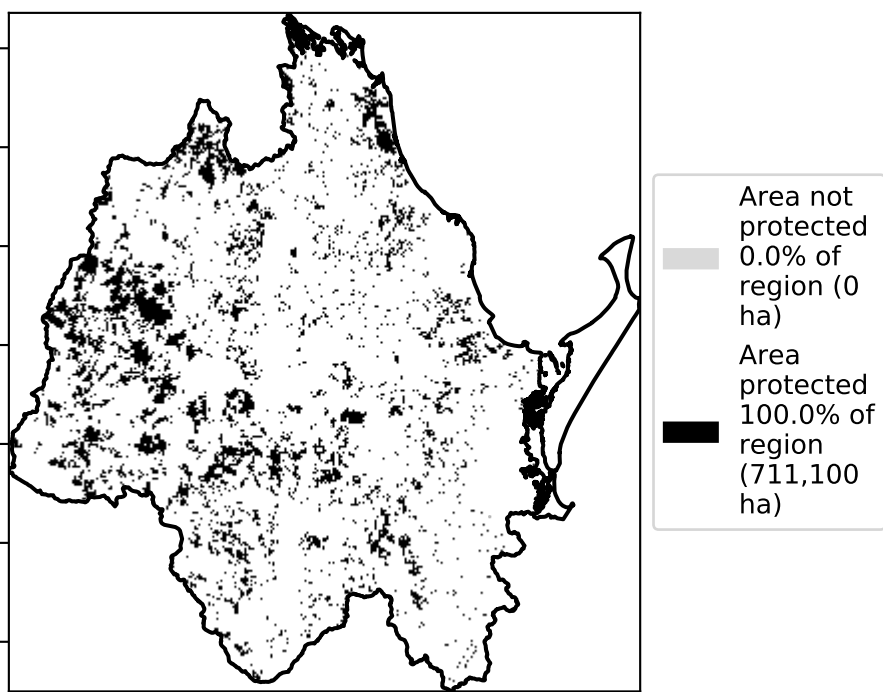 Area not
protected
0.0% of
region (0
ha)
Area
protected
100.0% of
region
(711,100
ha)